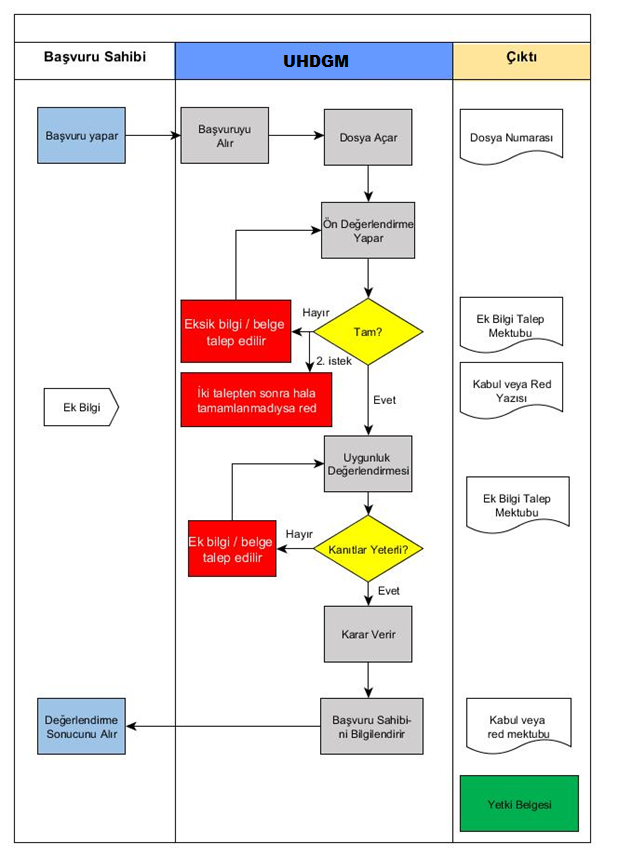 Başvuru Sahibi
UHDGM
Çıktı
Başvuru yapar
Başvuruyu
Alır
Dosya Açar
Dosya Numarası
Ön Değerlendirme
Yapar
Eksik bilgi / belge
talep edilir
Hayır
Tam?
Ek Bilgi Talep
Mektubu
2. istek
İki talepten sonra hala
tamamlanmadıysa red
Evet
Kabul veya Red
Yazısı
Ek Bilgi
Uygunluk
Değerlendirmesi
Ek Bilgi Talep
Mektubu
Ek bilgi / belge
talep edilir
Hayır
Kanıtlar Yeterli?
Evet
Karar Verir
Değerlendirme
Sonucunu Alır
Başvuru Sahibi-
ni Bilgilendirir
Kabul veya
red mektubu
Yetki Belgesi